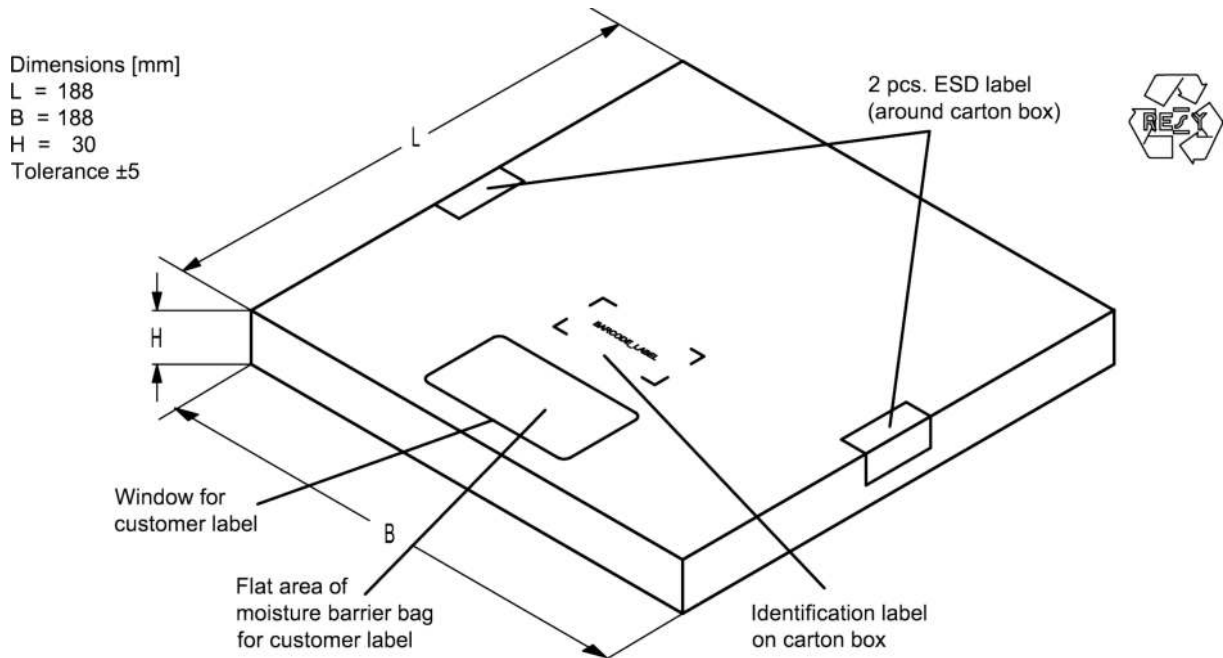 Dimensions [mm]
L = 188
B = 188
H = 30
Tolerance ±5
L
2 pcs. ESD label
(around carton box)
RESY
H
BARCODE_LABEL
Window for
customer label
B
Flat area of
moisture barrier bag
for customer label
Identification label
on carton box